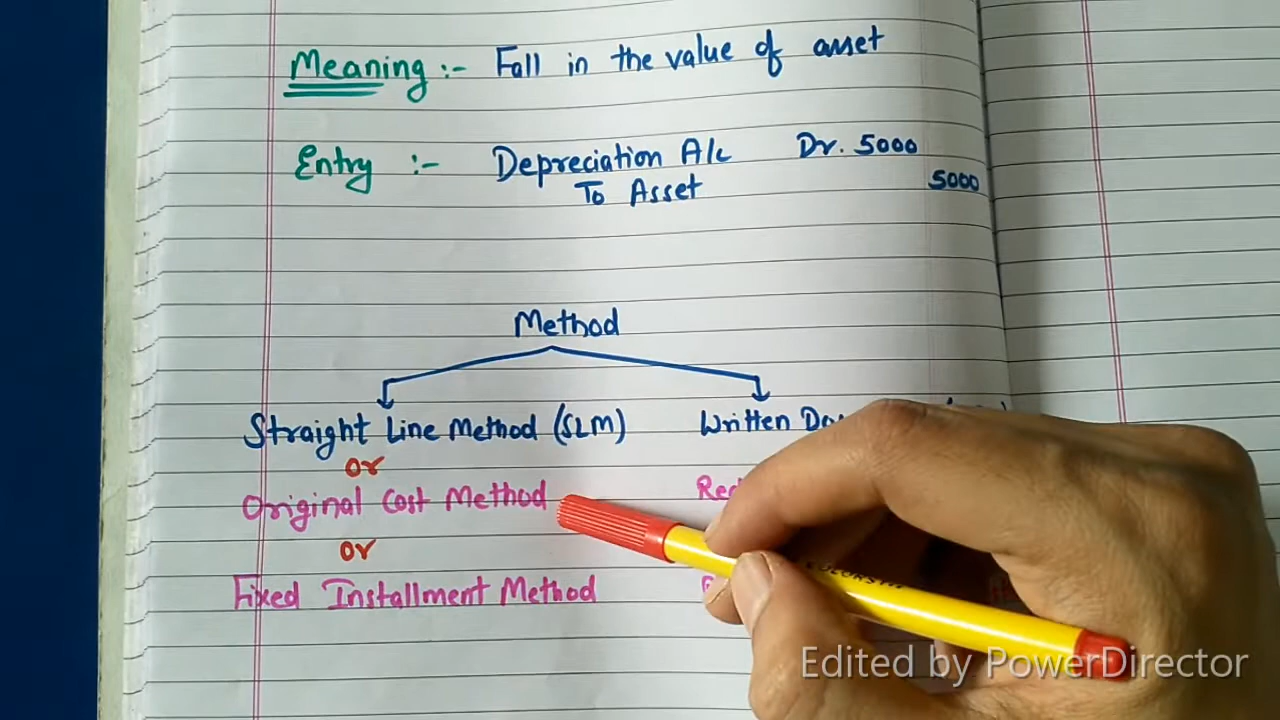 Meaning :- Fall in the value of asset
Entry :- Depreciation A/c Dr. 5000
To Asset 5000
Method
Straight Line Method (SLM) Written
or
Original Cost Method
or
Fixed Installment Method
Edited by PowerDirector